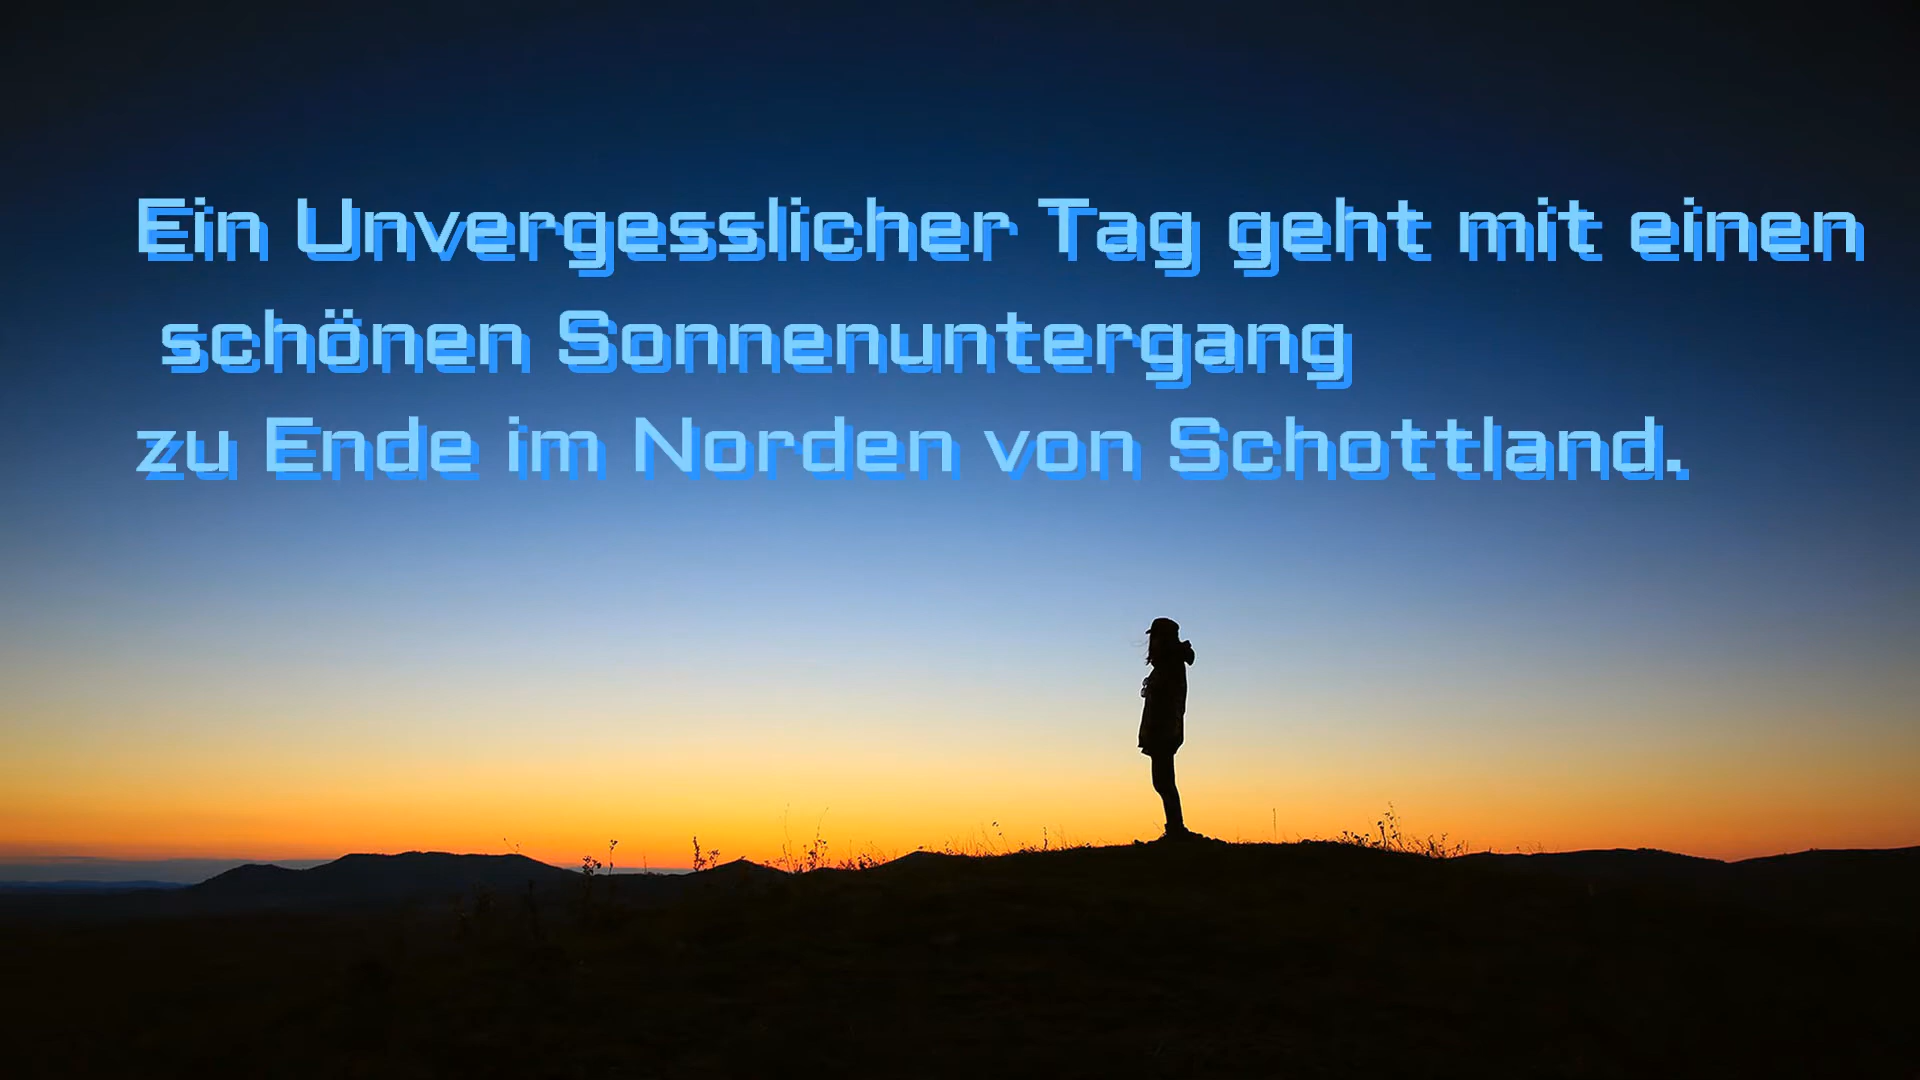 Ein Unvergesslicher Tag geht mit einen
schönen Sonnenuntergang
zu Ende im Norden von Schottland.